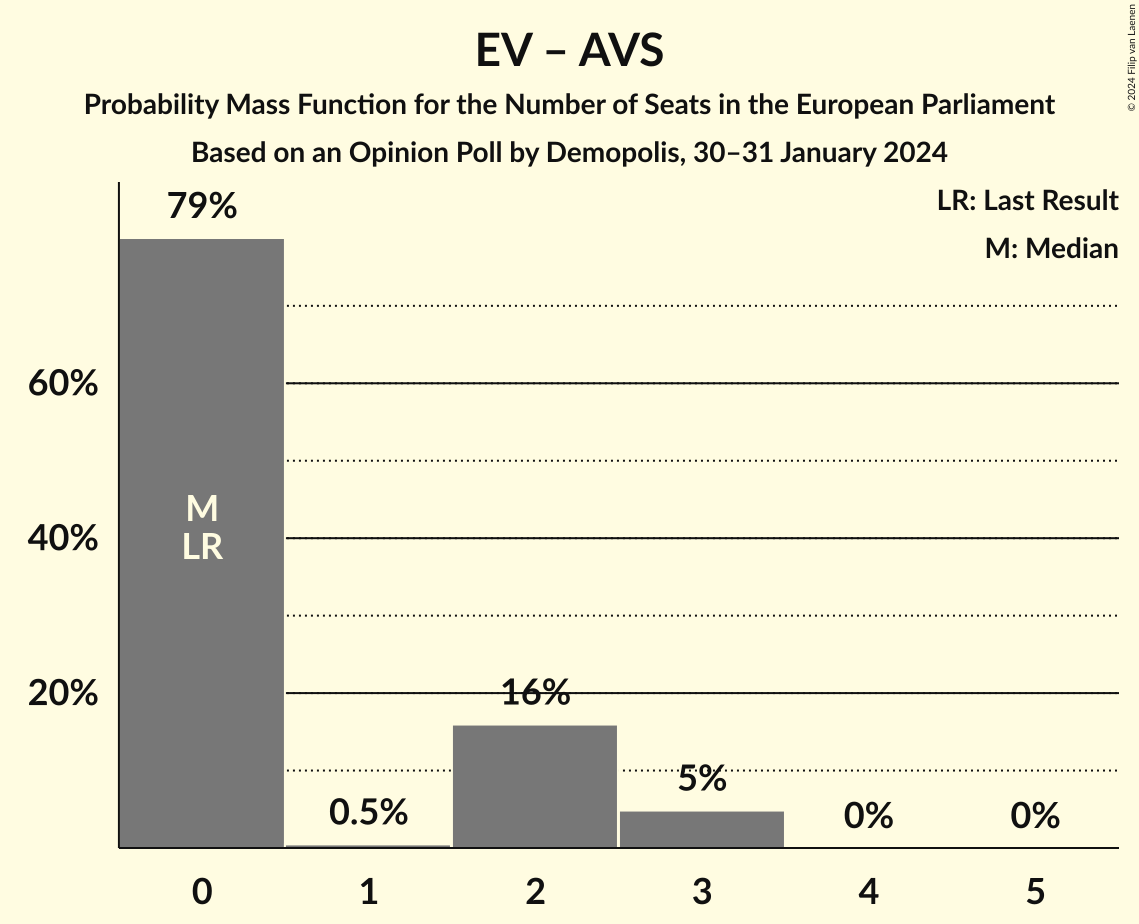 EV – AVS
Probability Mass Function for the Number of Seats in the European Parliament
Based on an Opinion Poll by Demopolis, 30–31 January 2024
© 2024 Filip van Laenen
LR: Last Result
M: Median
79%
60%
40%
20%
M
LR
0.5%
16%
5%
0%
0%
0
1
2
3
4
5